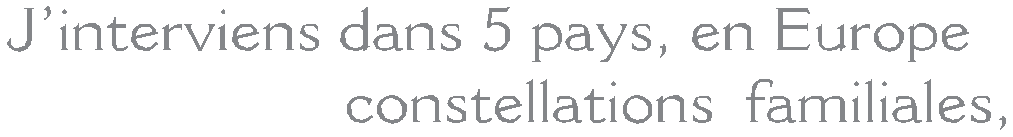 J'interviens dans 5 pays, en Europe
constellations familiales,